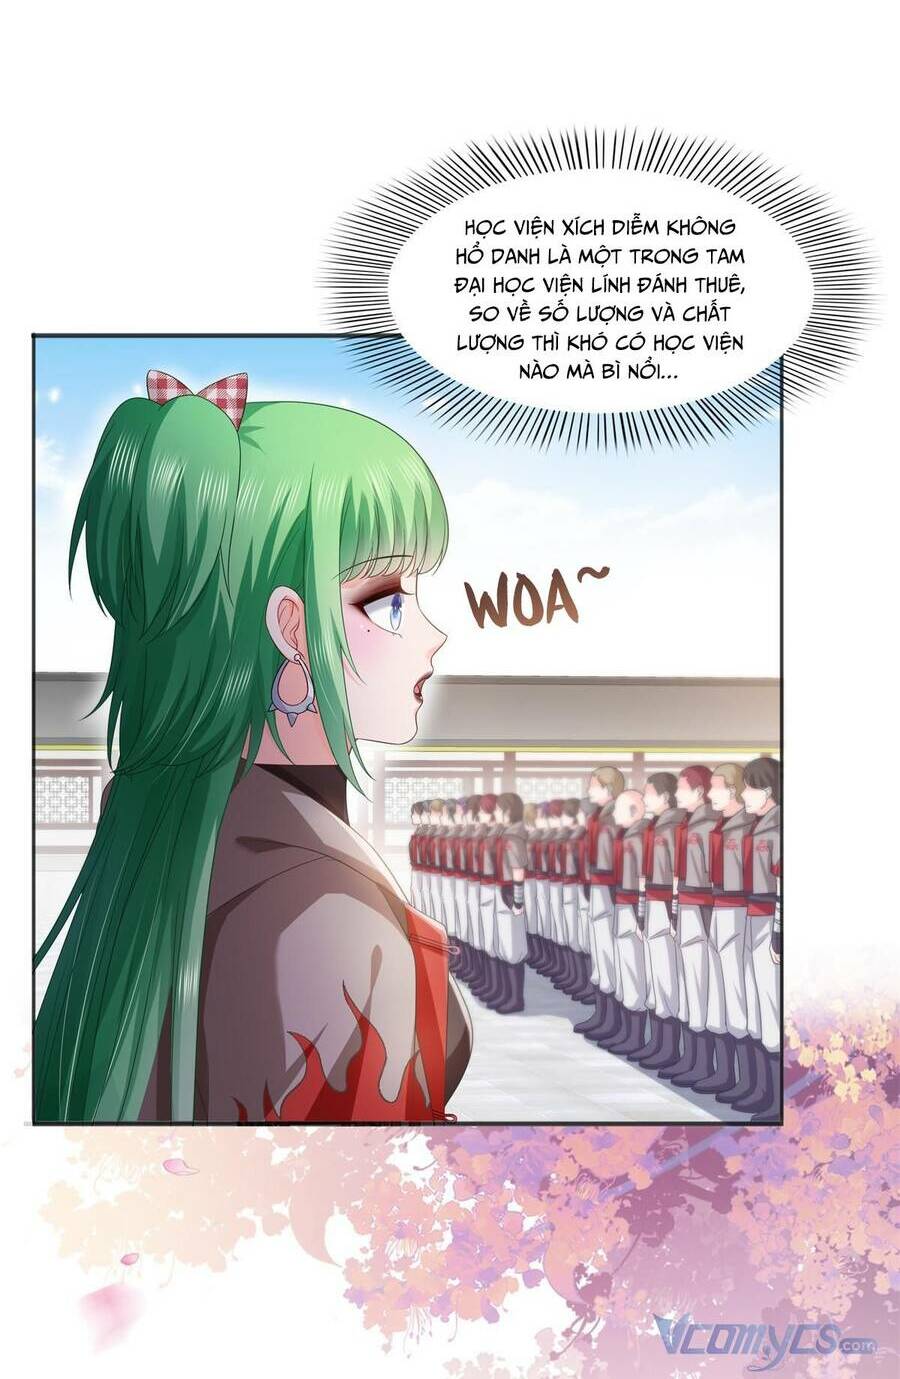 HỌC VIỆN XÍCH DIỄM KHÔNG
HỔ DANH LÀ MỘT TRONG TAM
ĐẠI HỌC VIỆN LÍNH ĐÁNH THUÊ,
SO VỀ SỐ LƯỢNG VÀ CHẤT
LƯỢNG THÌ KHÓ CÓ HỌC VIỆN
NÀO MÀ BÌ NỔI...
WOA~
VCOMYCS.com